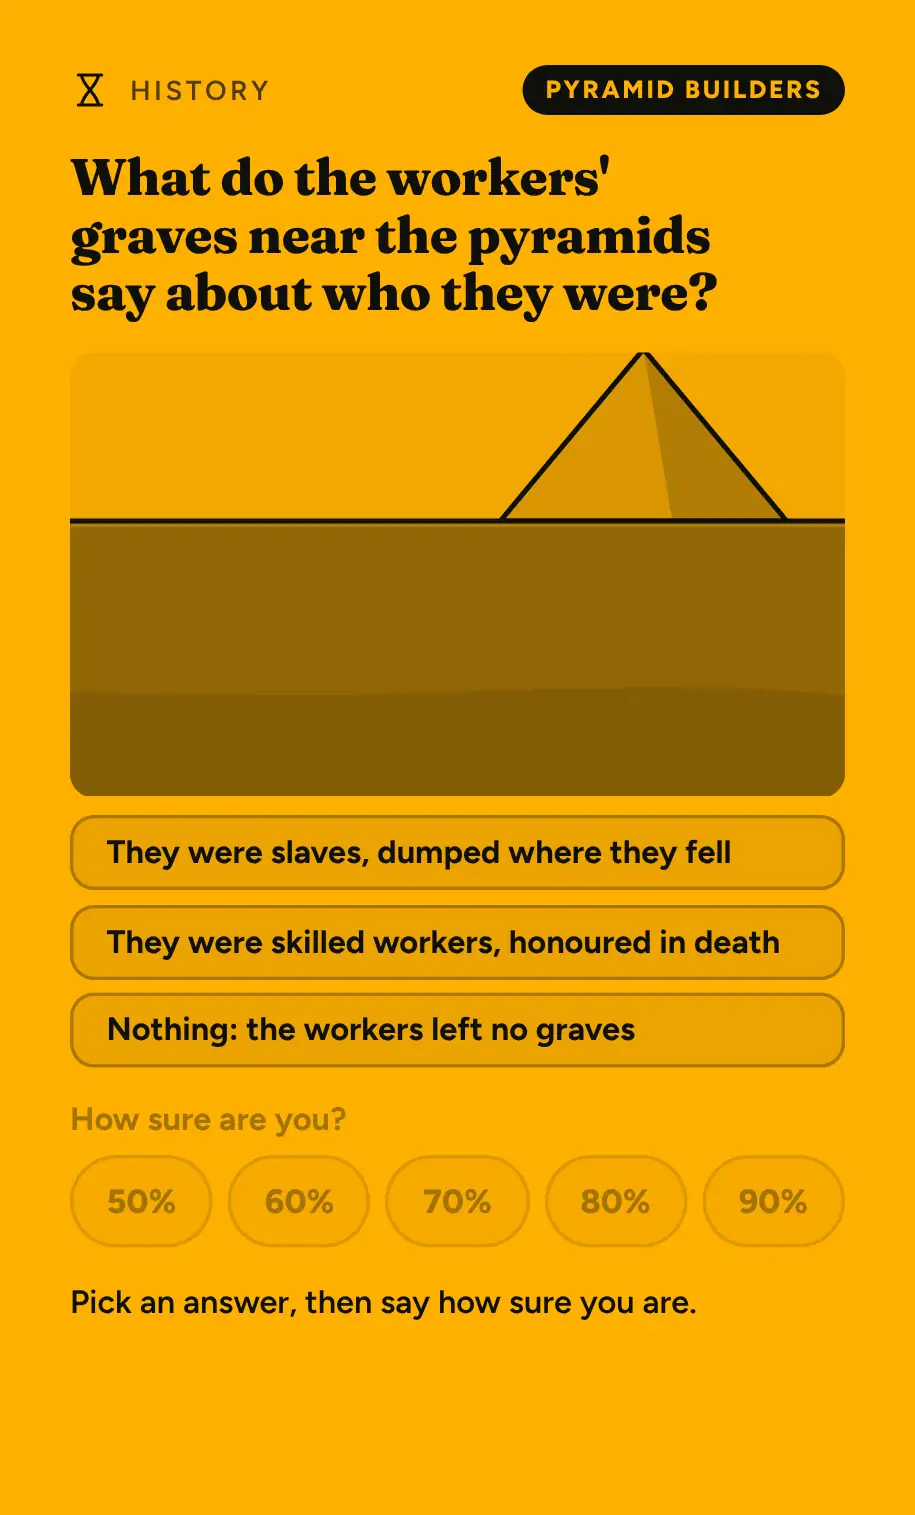 HISTORY
PYRAMID BUILDERS
What do the workers'
graves near the pyramids
say about who they were?
They were slaves, dumped where they fell
They were skilled workers, honoured in death
Nothing: the workers left no graves
How sure are you?
50% 60% 70% 80% 90%
Pick an answer, then say how sure you are.